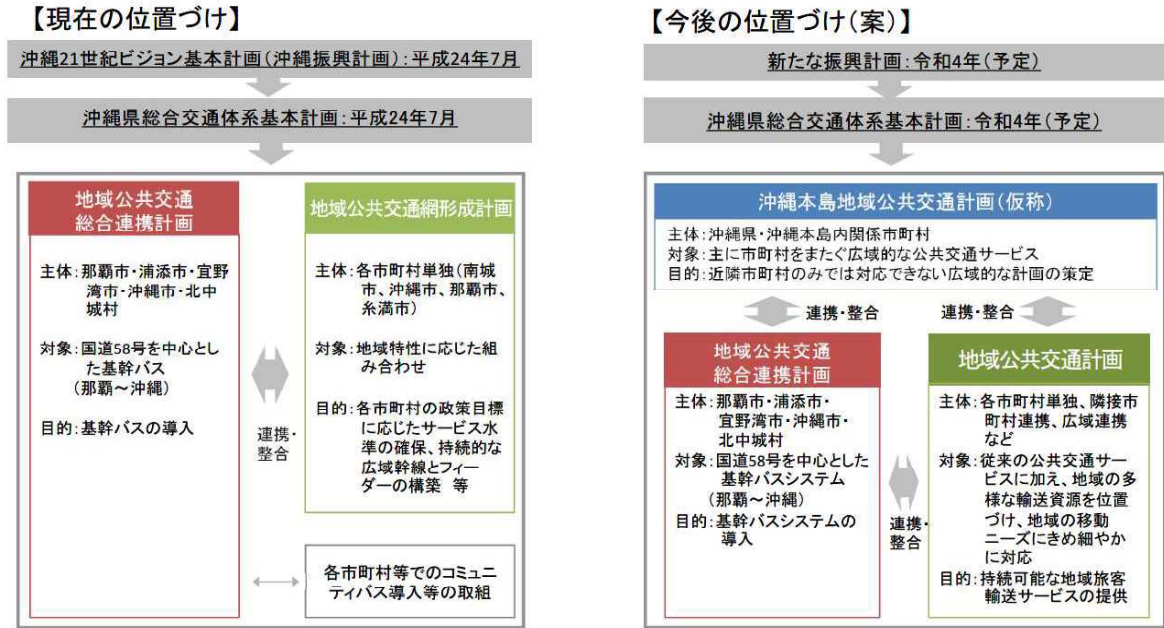 【現在の位置づけ】
沖縄21世紀ビジョン基本計画(沖縄振興計画):平成24年7月
沖縄県総合交通体系基本計画:平成24年7月
地域公共交通
総合連携計画
主体:那覇市・浦添市・宜野
湾市・沖縄市・北中
城村
対象:国道58号を中心とし
た基幹バス
(那覇～沖縄)
目的:基幹バスの導入
連携・
整合
地域公共交通網形成計画
主体:各市町村単独(南城
市、沖縄市、那覇市、
糸満市)
対象:地域特性に応じた組
み合わせ
目的:各市町村の政策目標
に応じたサービス水
準の確保、持続的な
広域幹線とフィー
ダーの構築 等
各市町村等でのコミュニ
ティバス導入等の取組
【今後の位置づけ(案)】
新たな振興計画:令和4年(予定)
沖縄県総合交通体系基本計画:令和4年(予定)
沖縄本島地域公共交通計画(仮称)
主体:沖縄県・沖縄本島内関係市町村
対象:主に市町村をまたぐ広域的な公共交通サービス
目的:近隣市町村のみでは対応できない広域的な計画の策定
連携・整合
連携・整合
地域公共交通
総合連携計画
主体:那覇市・浦添市・
宜野湾市・沖縄市・
北中城村
対象:国道58号を中心とした
基幹バスシステム
(那覇～沖縄)
目的:基幹バスシステムの
導入
連携・
整合
地域公共交通計画
主体:各市町村単独、隣接市
町村連携、広域連携
など
対象:従来の公共交通サー
ビスに加え、地域の多
様な輸送資源を位置
づけ、地域の移動
ニーズにきめ細やか
に対応
目的:持続可能な地域旅客
輸送サービスの提供